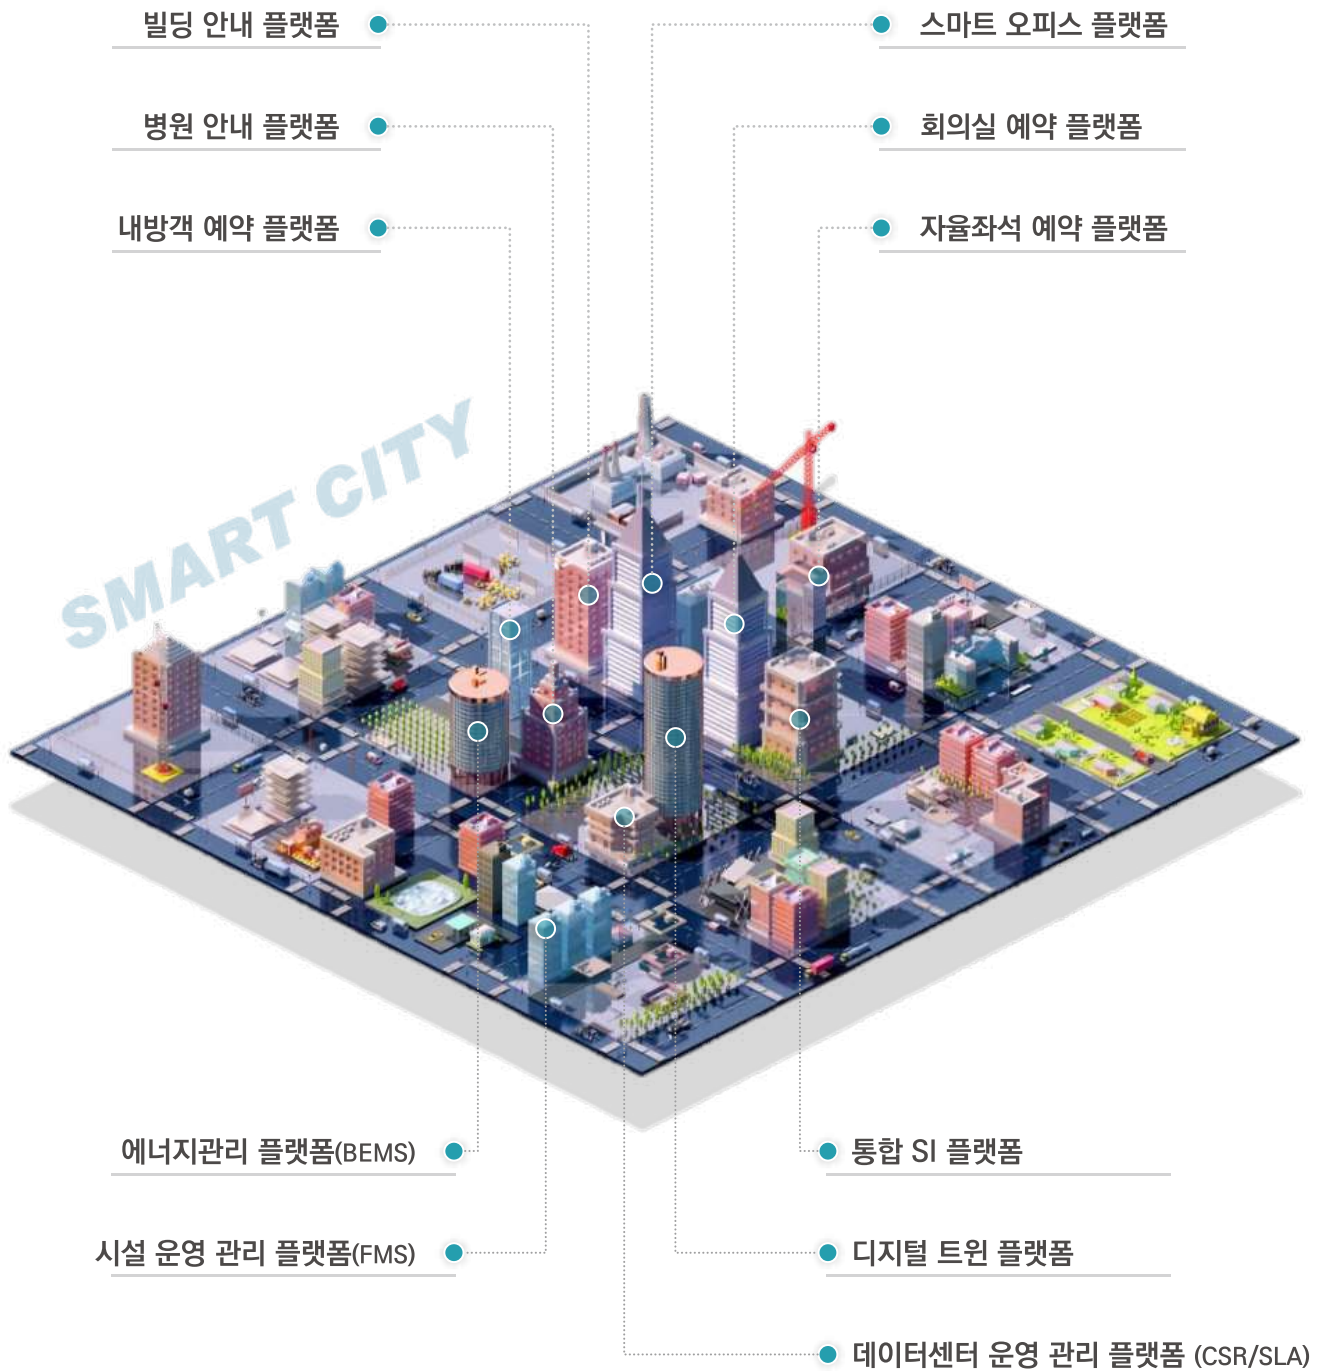 빌딩 안내 플랫폼
스마트 오피스 플랫폼
병원 안내 플랫폼
회의실 예약 플랫폼
내방객 예약 플랫폼
자율좌석 예약 플랫폼
SMART CITY
에너지관리 플랫폼(BEMS)
통합 SI 플랫폼
시설 운영 관리 플랫폼(FMS)
디지털 트윈 플랫폼
데이터센터 운영 관리 플랫폼 (CSR/SLA)